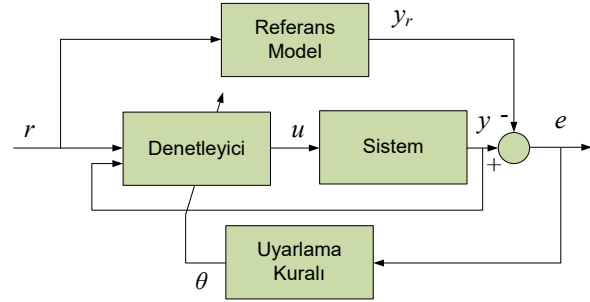 Referans
Model
y_r
r
Denetleyici
u
Sistem
y
-
+
e
θ
Uyarlama
Kuralı